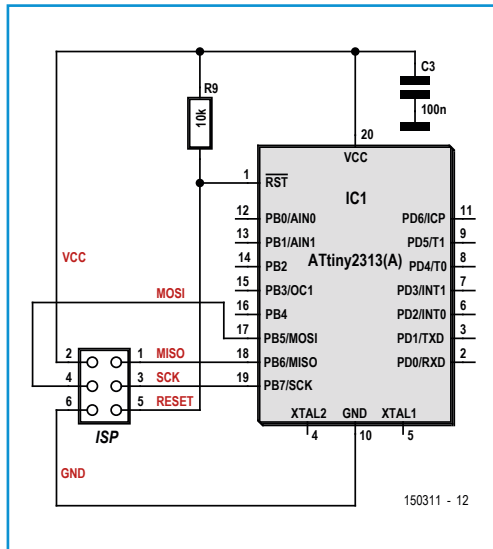 C3
100n
R9
10k
20
VCC
1
RST
IC1
ATtiny2313(A)
12 PB0/AIN0
13 PB1/AIN1
14 PB2
15 PB3/OC1
16 PB4
17 PB5/MOSI
18 PB6/MISO
19 PB7/SCK
PD6/ICP 11
PD5/T1 9
PD4/T0 8
PD3/INT1 7
PD2/INT0 6
PD1/TXD 3
PD0/RXD 2
XTAL2 GND XTAL1
4 10 5
VCC
MOSI
2 1 MISO
4 3 SCK
6 5 RESET
ISP
GND
150311 - 12